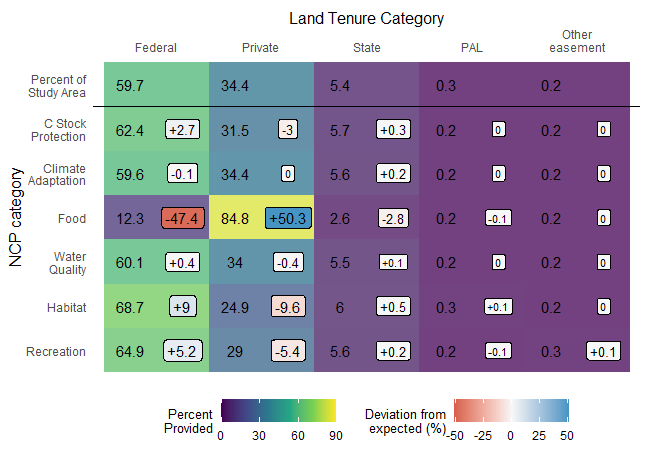 Land Tenure Category
Federal Private State PAL Other
easement
NCP category
Percent of
Study Area
59.7 34.4 5.4 0.3 0.2
C Stock
Protection
62.4 +2.7 31.5 -3 5.7 +0.3 0.2 0 0.2 0
Climate
Adaptation
59.6 -0.1 34.4 0 5.6 +0.2 0.2 0 0.2 0
Food 12.3 -47.4 84.8 +50.3 2.6 -2.8 0.2 -0.1 0.2 0
Water
Quality
60.1 +0.4 34 -0.4 5.5 +0.1 0.2 0 0.2 0
Habitat 68.7 +9 24.9 -9.6 6 +0.5 0.3 +0.1 0.2 0
Recreation 64.9 +5.2 29 -5.4 5.6 +0.2 0.2 -0.1 0.3 +0.1
Percent
Provided
0 30 60 90
Deviation from
expected (%)
-50 -25 0 25 50